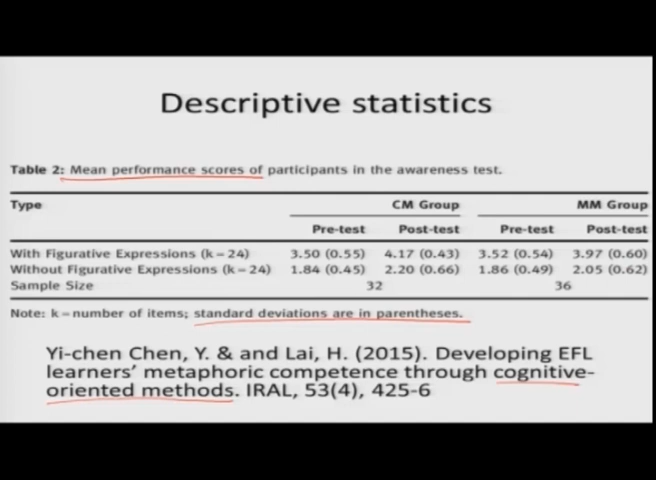 Descriptive statistics
Table 2: Mean performance scores of participants in the awareness test.
Type CM Group MM Group
Pre-test Post-test Pre-test Post-test
With Figurative Expressions (k = 24) 3.50 (0.55) 4.17 (0.43) 3.52 (0.54) 3.97 (0.60)
Without Figurative Expressions (k = 24) 1.84 (0.45) 2.20 (0.66) 1.86 (0.49) 2.05 (0.62)
Sample Size 32 36
Note: k = number of items; standard deviations are in parentheses.
Yi-chen Chen, Y. & and Lai, H. (2015). Developing EFL
learners' metaphoric competence through cognitive-
oriented methods. IRAL, 53(4), 425-6